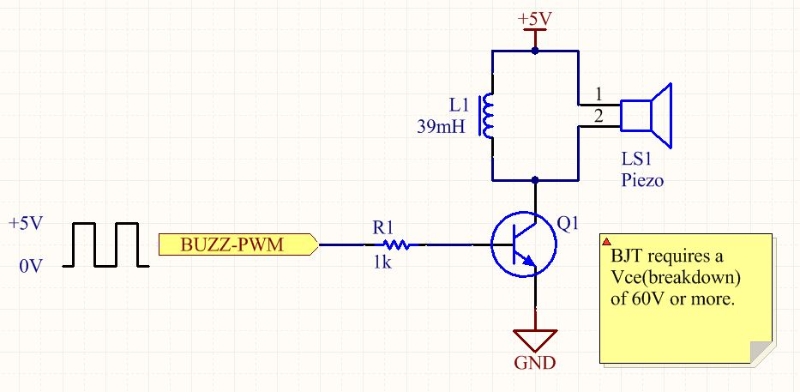 +5V
L1
39mH
1
2
LS1
Piezo
+5V
0V
BUZZ-PWM
R1
1k
Q1
BJT requires a
Vce(breakdown)
of 60V or more.
GND